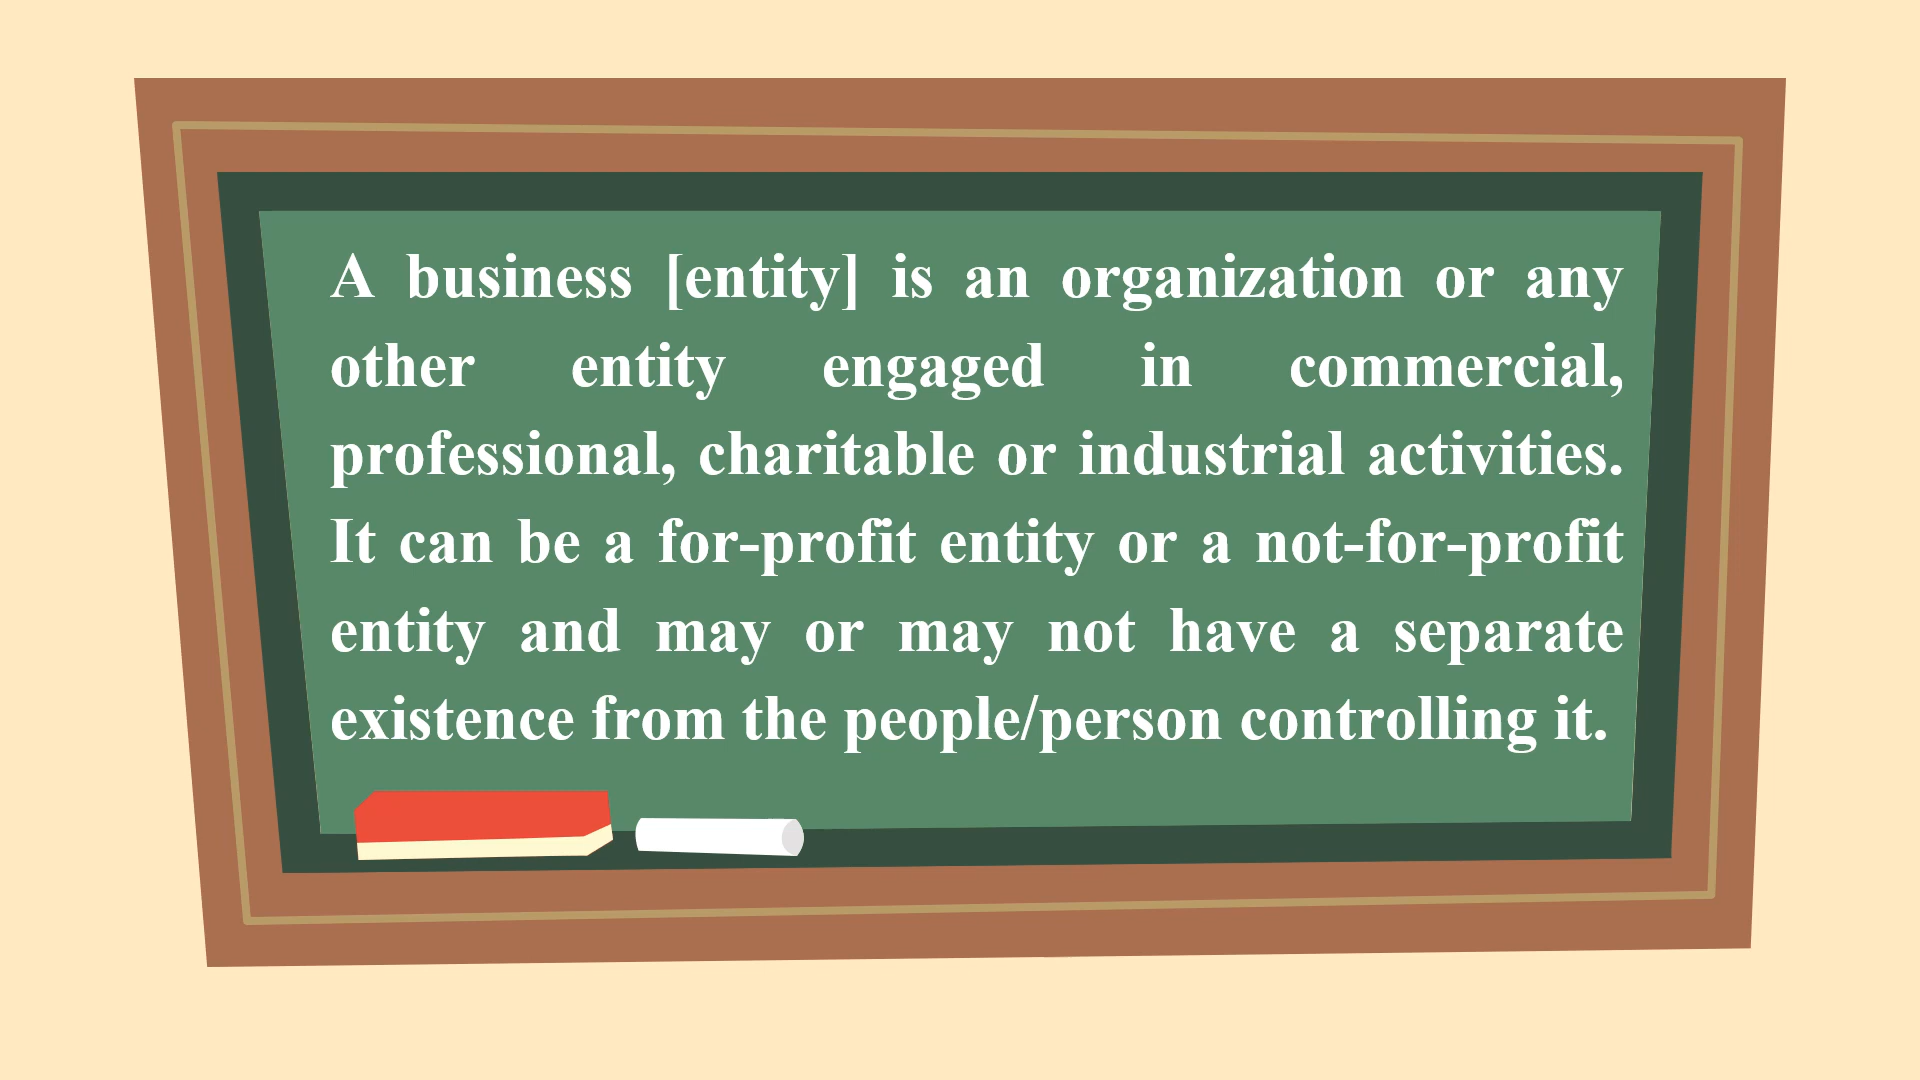 A business [entity] is an organization or any
other entity engaged in commercial,
professional, charitable or industrial activities.
It can be a for-profit entity or a not-for-profit
entity and may or may not have a separate
existence from the people/person controlling it.